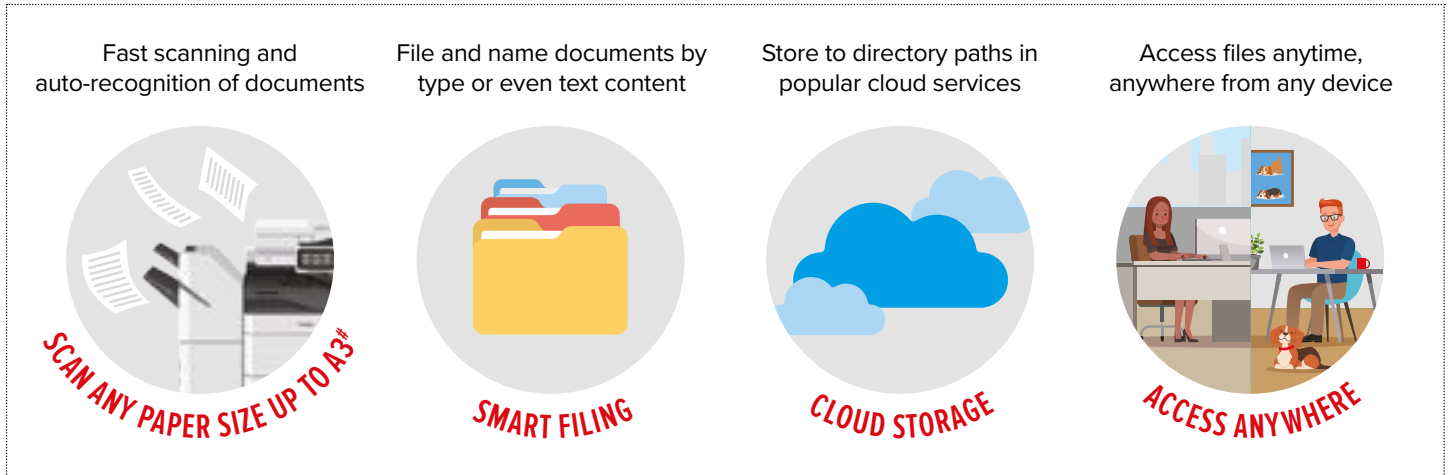 Fast scanning and
auto-recognition of documents
SCAN ANY PAPER SIZE UP TO A3#
File and name documents by
type or even text content
SMART FILING
Store to directory paths in
popular cloud services
CLOUD STORAGE
Access files anytime,
anywhere from any device
ACCESS ANYWHERE